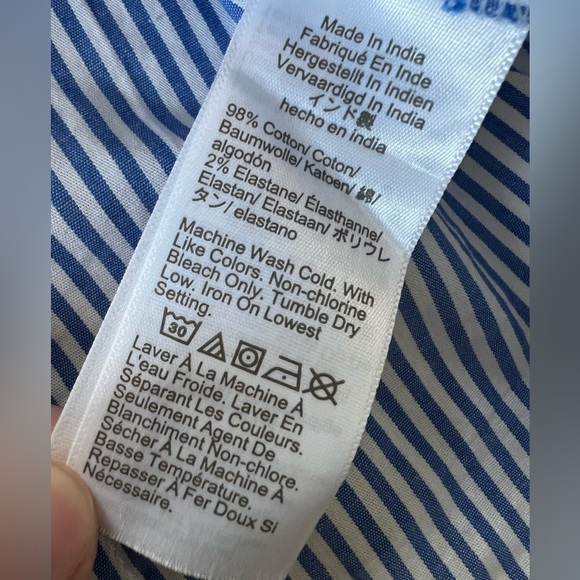 Made In India
Fabriqué En Inde
Hergestellt In Indien
Vervaardigd In India
インド製
hecho en india
98% Cotton/ Coton/
Baumwolle/ Katoen/ 綿/
algodón
2% Elastane/ Élasthanne/
Elastan/ Elastaan/ ポリウレ
タン/ elastano
Machine Wash Cold. With
Like Colors. Non-chlorine
Bleach Only. Tumble Dry
Low. Iron On Lowest
Setting.
30
Laver À La Machine À
L'eau Froide. Laver En
Séparant Les Couleurs.
Seulement Agent De
Blanchiment Non-chlore.
Sécher À La Machine À
Basse Température.
Repasser À Fer Doux Si
Nécessaire.